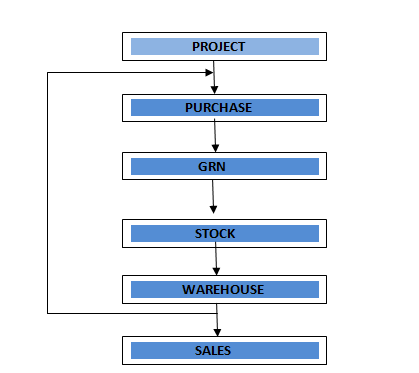 PROJECT
PURCHASE
GRN
STOCK
WAREHOUSE
SALES